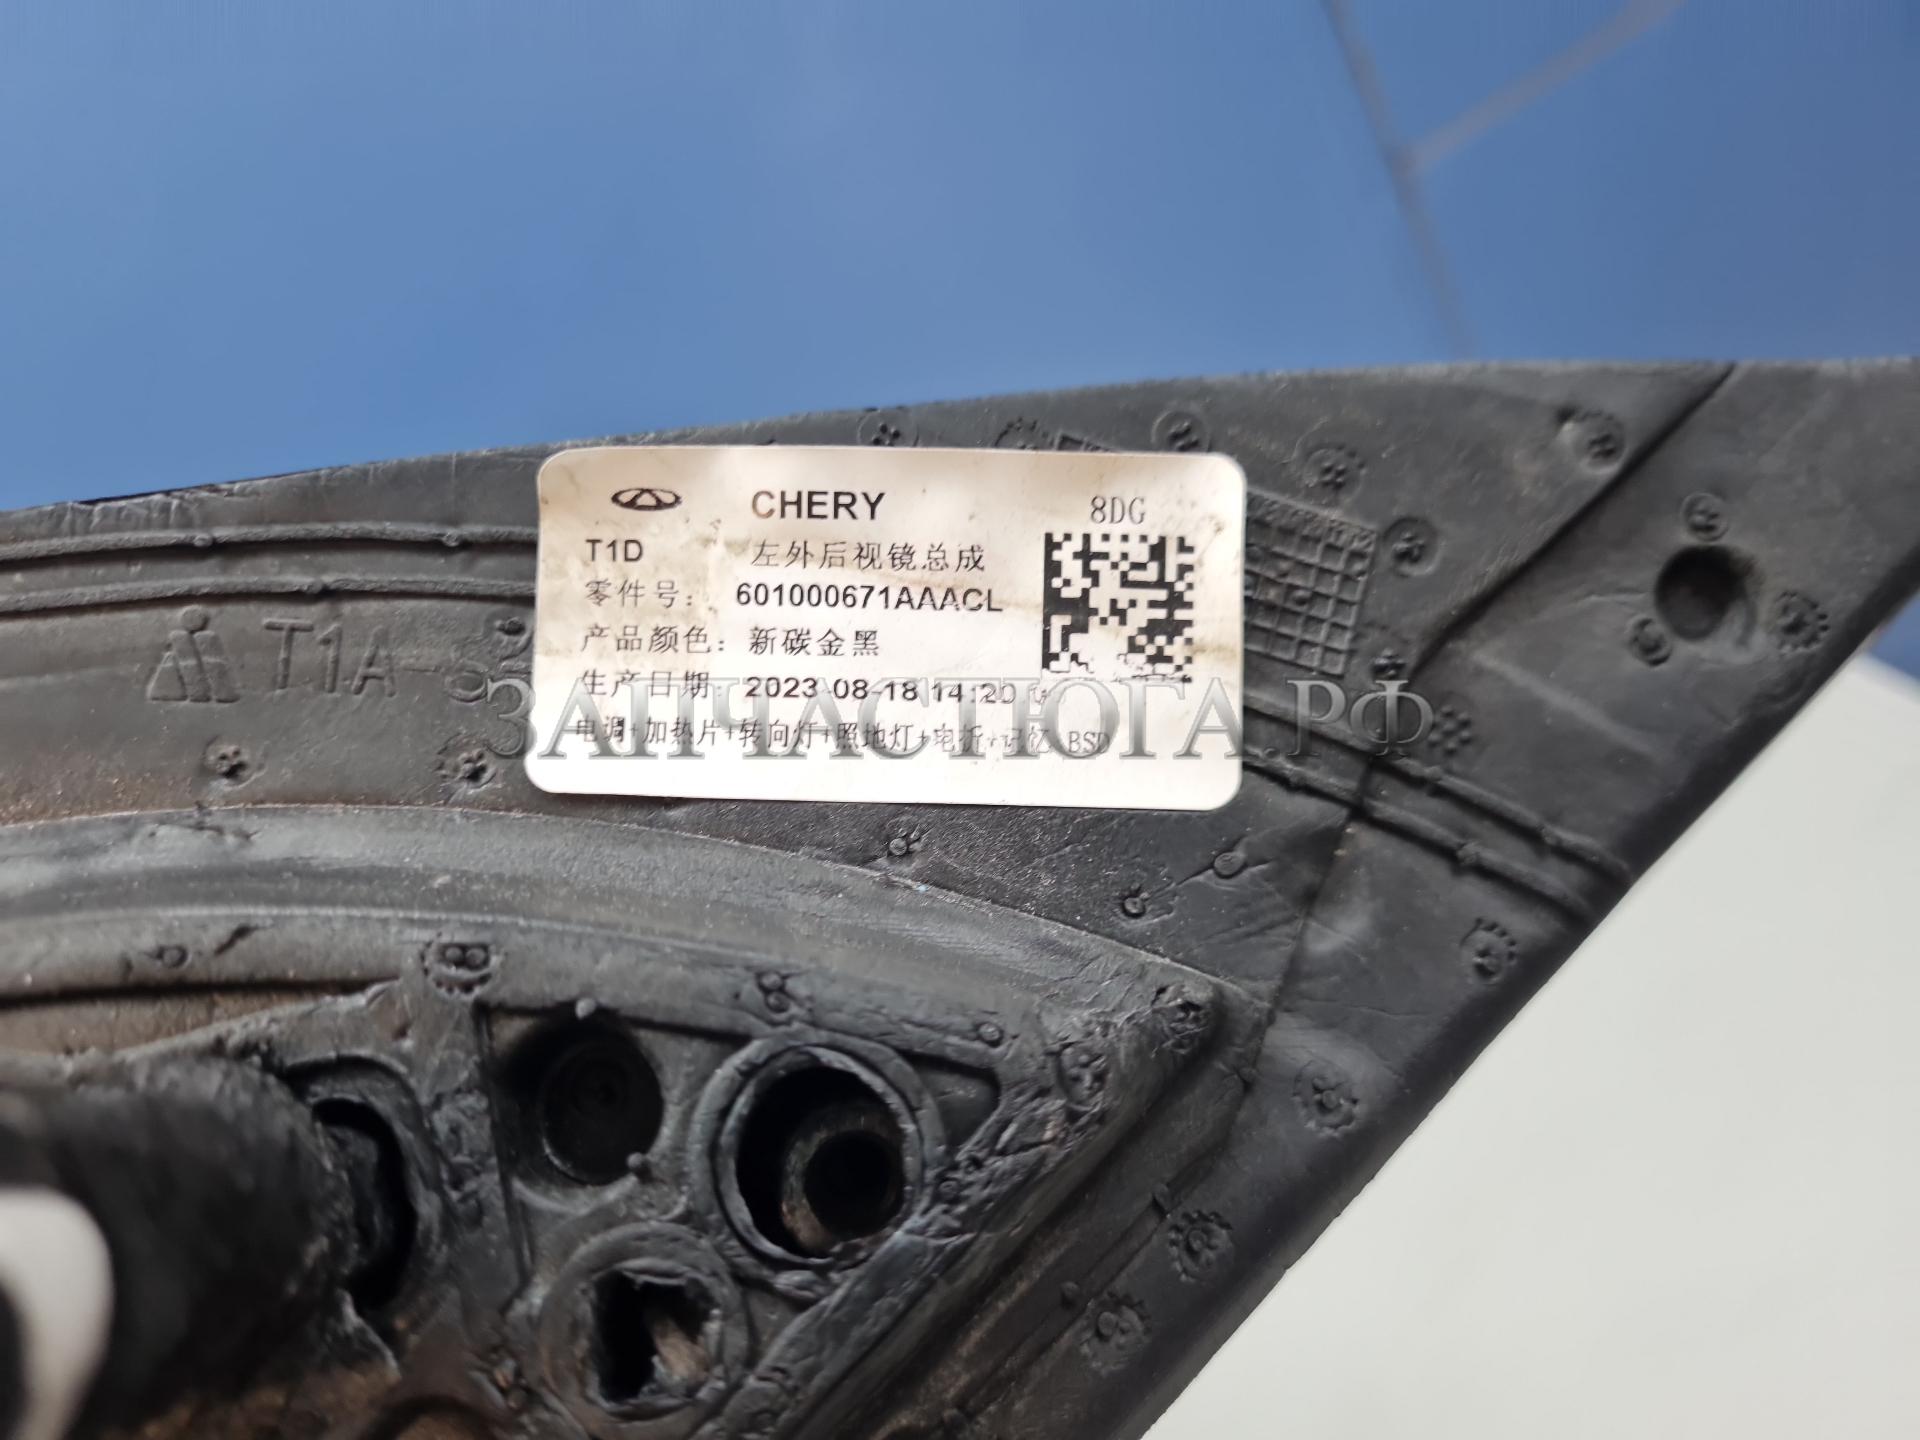 CHERY
8DG
T1D
左外后视镜总成
零件号： 601000671AAACL
产品颜色：新碳金黑
生产日期：2023-08-18 14:20
电调+加热片+转向灯+照地灯+电折+记忆 BSD
T1A-8
ЗАПЧАСТЮГА.РФ